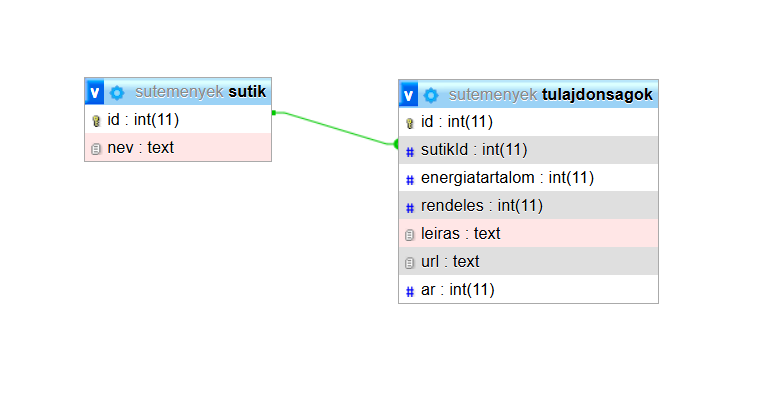 v sutemenyek sutik
id : int(11)
nev : text
v sutemenyek tulajdonsagok
id : int(11)
# sutikId : int(11)
# energiatartalom : int(11)
# rendeles : int(11)
leiras : text
url : text
# ar : int(11)